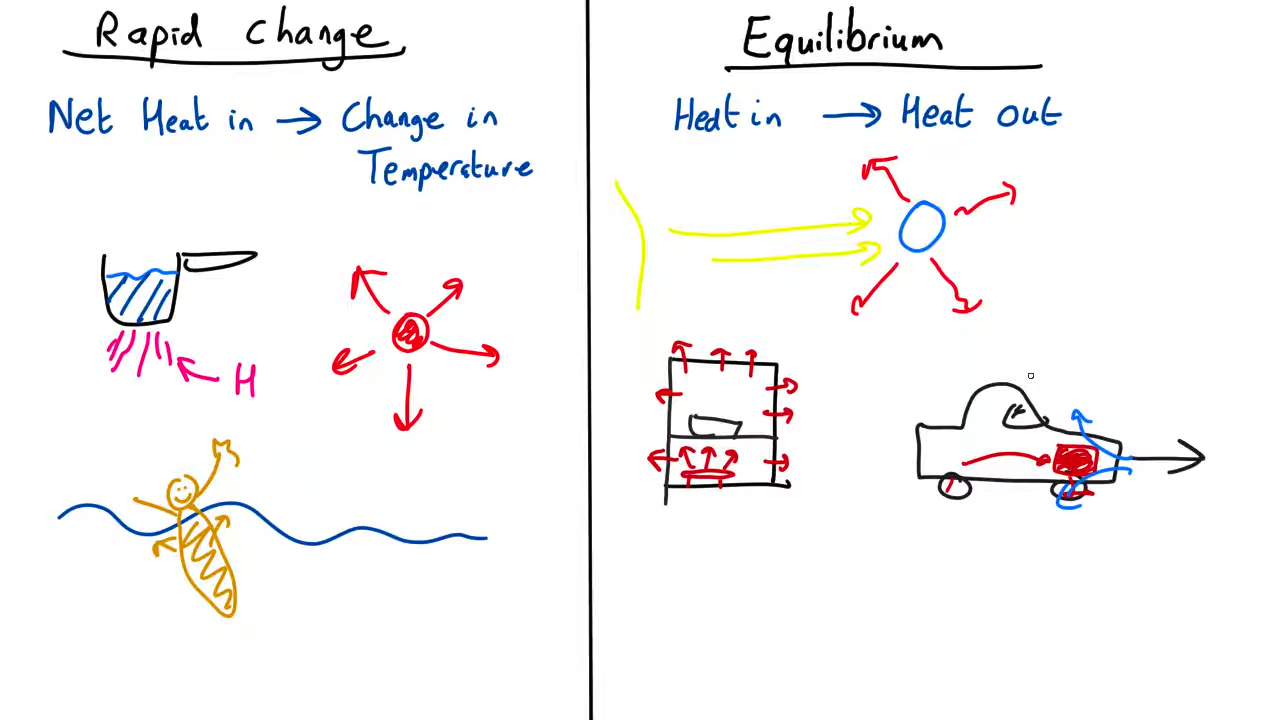 Rapid Change
Net Heat in → Change in
Temperature
H
Equilibrium
Heat in → Heat out